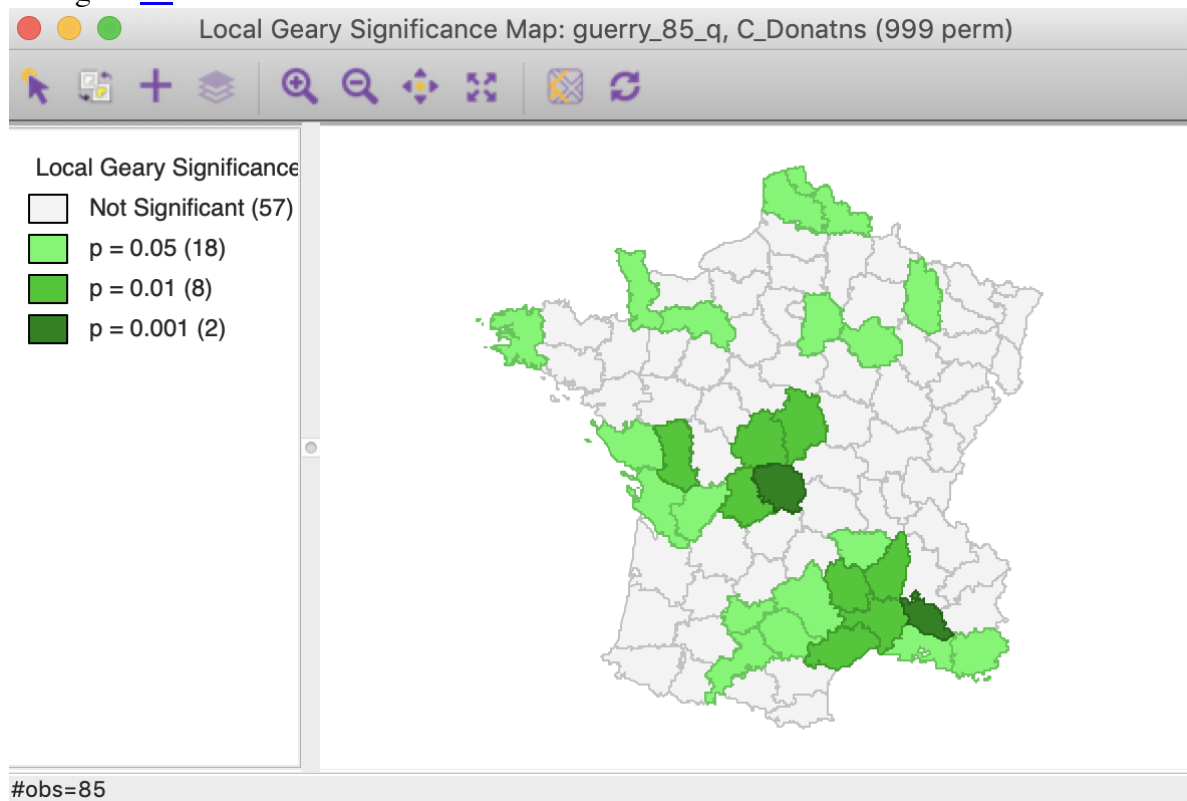 Local Geary Significance Map: guerry_85_q, C_Donatns (999 perm)
Local Geary Significance
Not Significant (57)
p = 0.05 (18)
p = 0.01 (8)
p = 0.001 (2)
#obs=85